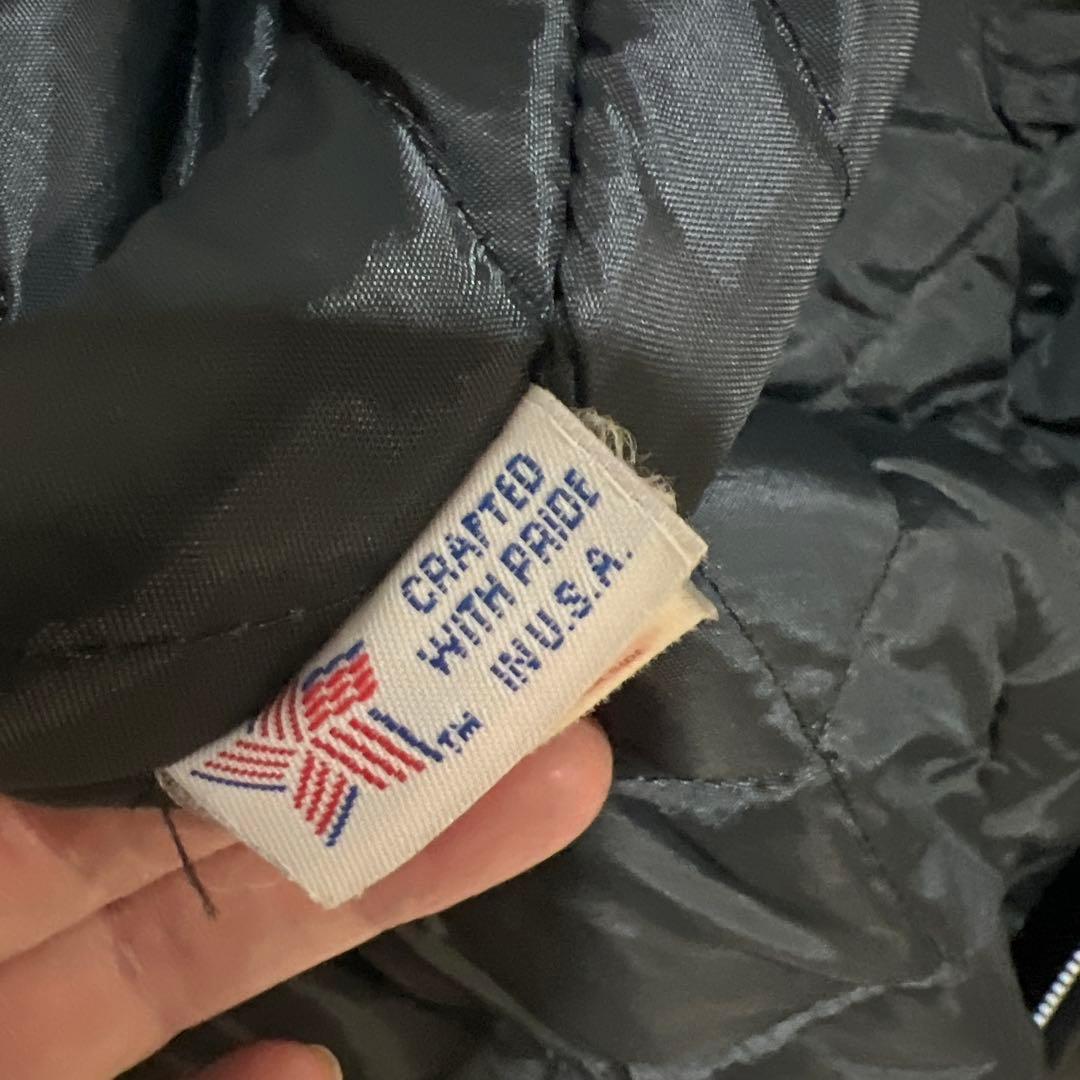 CRAFTED
WITH PRIDE
IN U.S.A.
TM